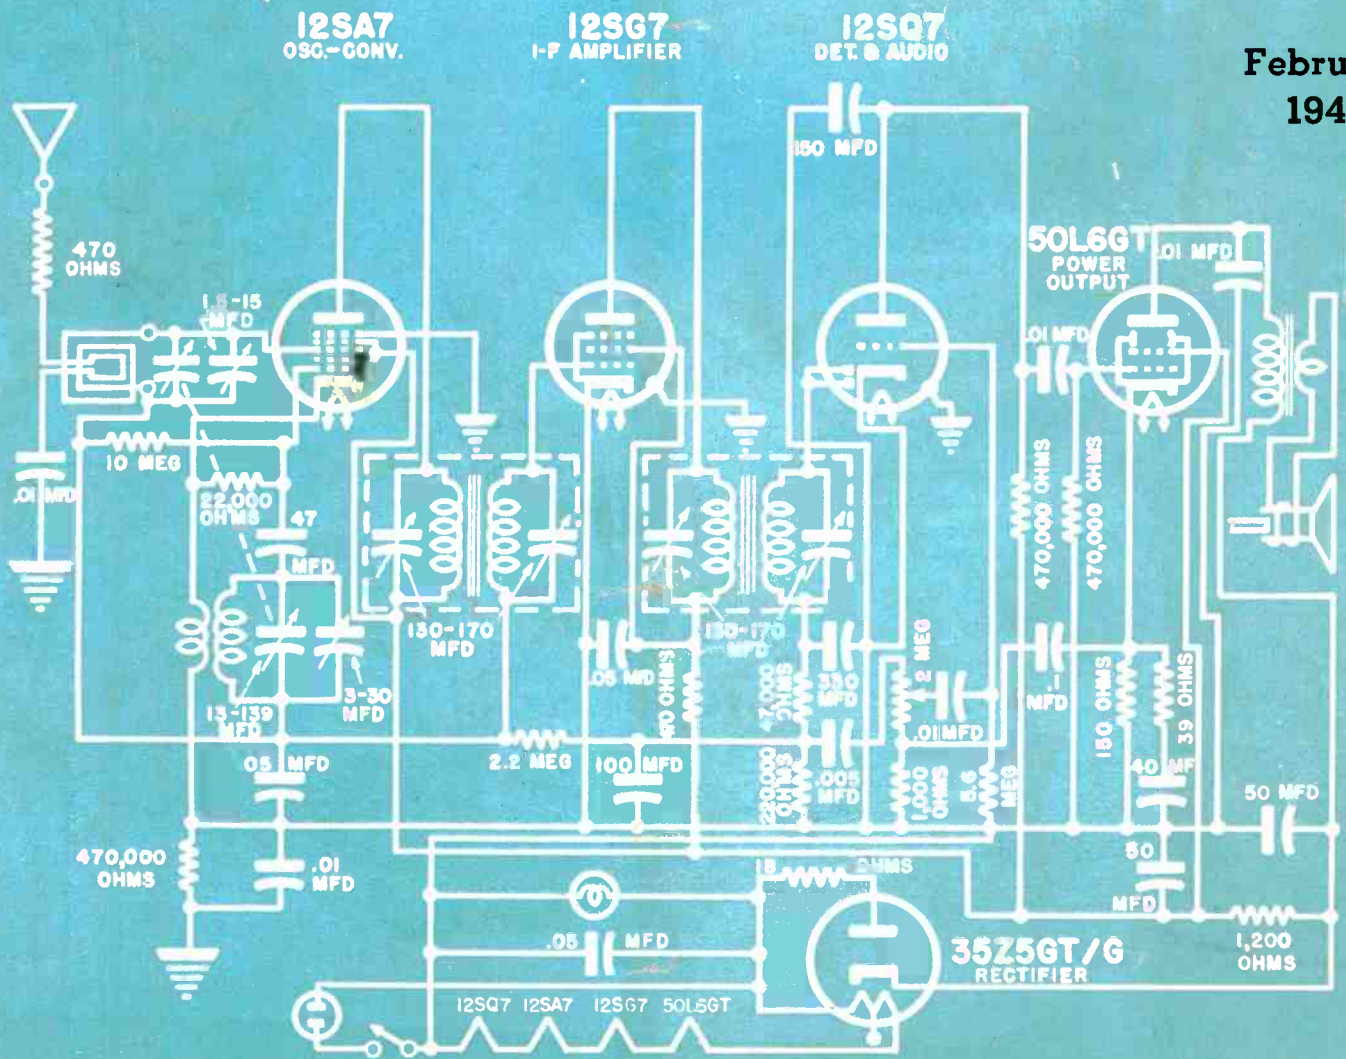 12SA7
OSC.-CONV.
12SG7
I-F AMPLIFIER
12SQ7
DET. & AUDIO
Febru
194
150 MFD
470
OHMS
50L6GT
POWER
OUTPUT
.01 MFD
1.5-15
MFD
.01 MFD
10 MEG
.01 MFD
22,000
OHMS
47
MFD
470,000 OHMS
470,000 OHMS
130-170
MFD
130-170
MFD
13-139
MFD
3-30
MFD
.05 MFD
OHMS
47,000
OHMS
330
MFD
2 MEG
.01 MFD
.1
MFD
150 OHMS
39 OHMS
05 MFD
2.2 MEG
100 MFD
220,000
OHMS
.005
MFD
1,000
OHMS
MEG
40 MF
50 MFD
470,000
OHMS
.01
MFD
OHMS
50
MFD
.05 MFD
35Z5GT/G
RECTIFIER
1,200
OHMS
12SQ7 12SA7 12SG7 50L6GT